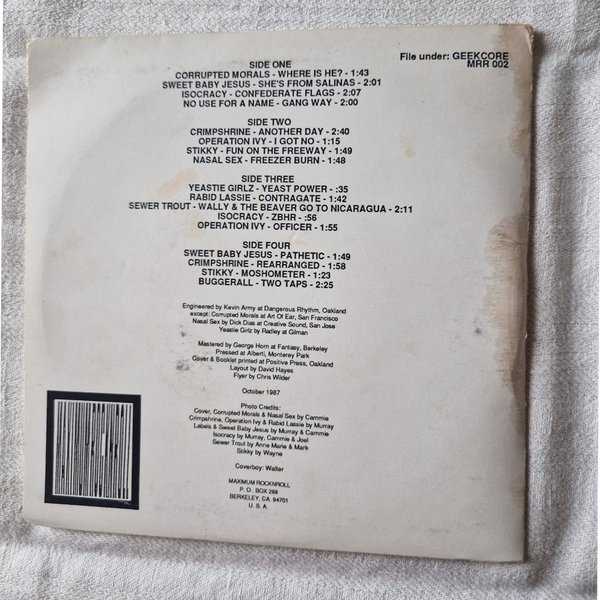 File under: GEEKCORE
MRR 002
SIDE ONE
CORRUPTED MORALS - WHERE IS HE? - 1:43
SWEET BABY JESUS - SHE'S FROM SALINAS - 2:01
ISOCRACY - CONFEDERATE FLAGS - 2:07
NO USE FOR A NAME - GANG WAY - 2:00
SIDE TWO
CRIMPSHRINE - ANOTHER DAY - 2:40
OPERATION IVY - I GOT NO - 1:15
STIKKY - FUN ON THE FREEWAY - 1:49
NASAL SEX - FREEZER BURN - 1:48
SIDE THREE
YEASTIE GIRLZ - YEAST POWER - :35
RABID LASSIE - CONTRAGATE - 1:42
SEWER TROUT - WALLY & THE BEAVER GO TO NICARAGUA - 2:11
ISOCRACY - ZBHR - :56
OPERATION IVY - OFFICER - 1:55
SIDE FOUR
SWEET BABY JESUS - PATHETIC - 1:49
CRIMPSHRINE - REARRANGED - 1:58
STIKKY - MOSHOMETER - 1:23
BUGGERALL - TWO TAPS - 2:25
Engineered by Kevin Army at Dangerous Rhythm, Oakland
except: Corrupted Morals at Art Of Ear, San Francisco
Nasal Sex by Dick Dias at Creative Sound, San Jose
Yeastie Girlz by Radley at Gilman
Mastered by George Horn at Fantasy, Berkeley
Pressed at Alberti, Monterey Park
Cover & Booklet printed at Positive Press, Oakland
Layout by David Hayes
Flyer by Chris Wilder
October 1987
Photo Credits:
Cover, Corrupted Morals & Nasal Sex by Cammie
Crimpshrine, Operation Ivy & Rabid Lassie by Murray
Labels & Sweet Baby Jesus by Murray & Cammie
Isocracy by Murray, Cammie & Joel
Sewer Trout by Anne Marie & Mark
Stikky by Wayne
Coverboy: Walter
MAXIMUM ROCKNROLL
P.O. BOX 288
BERKELEY, CA 94701
U.S.A